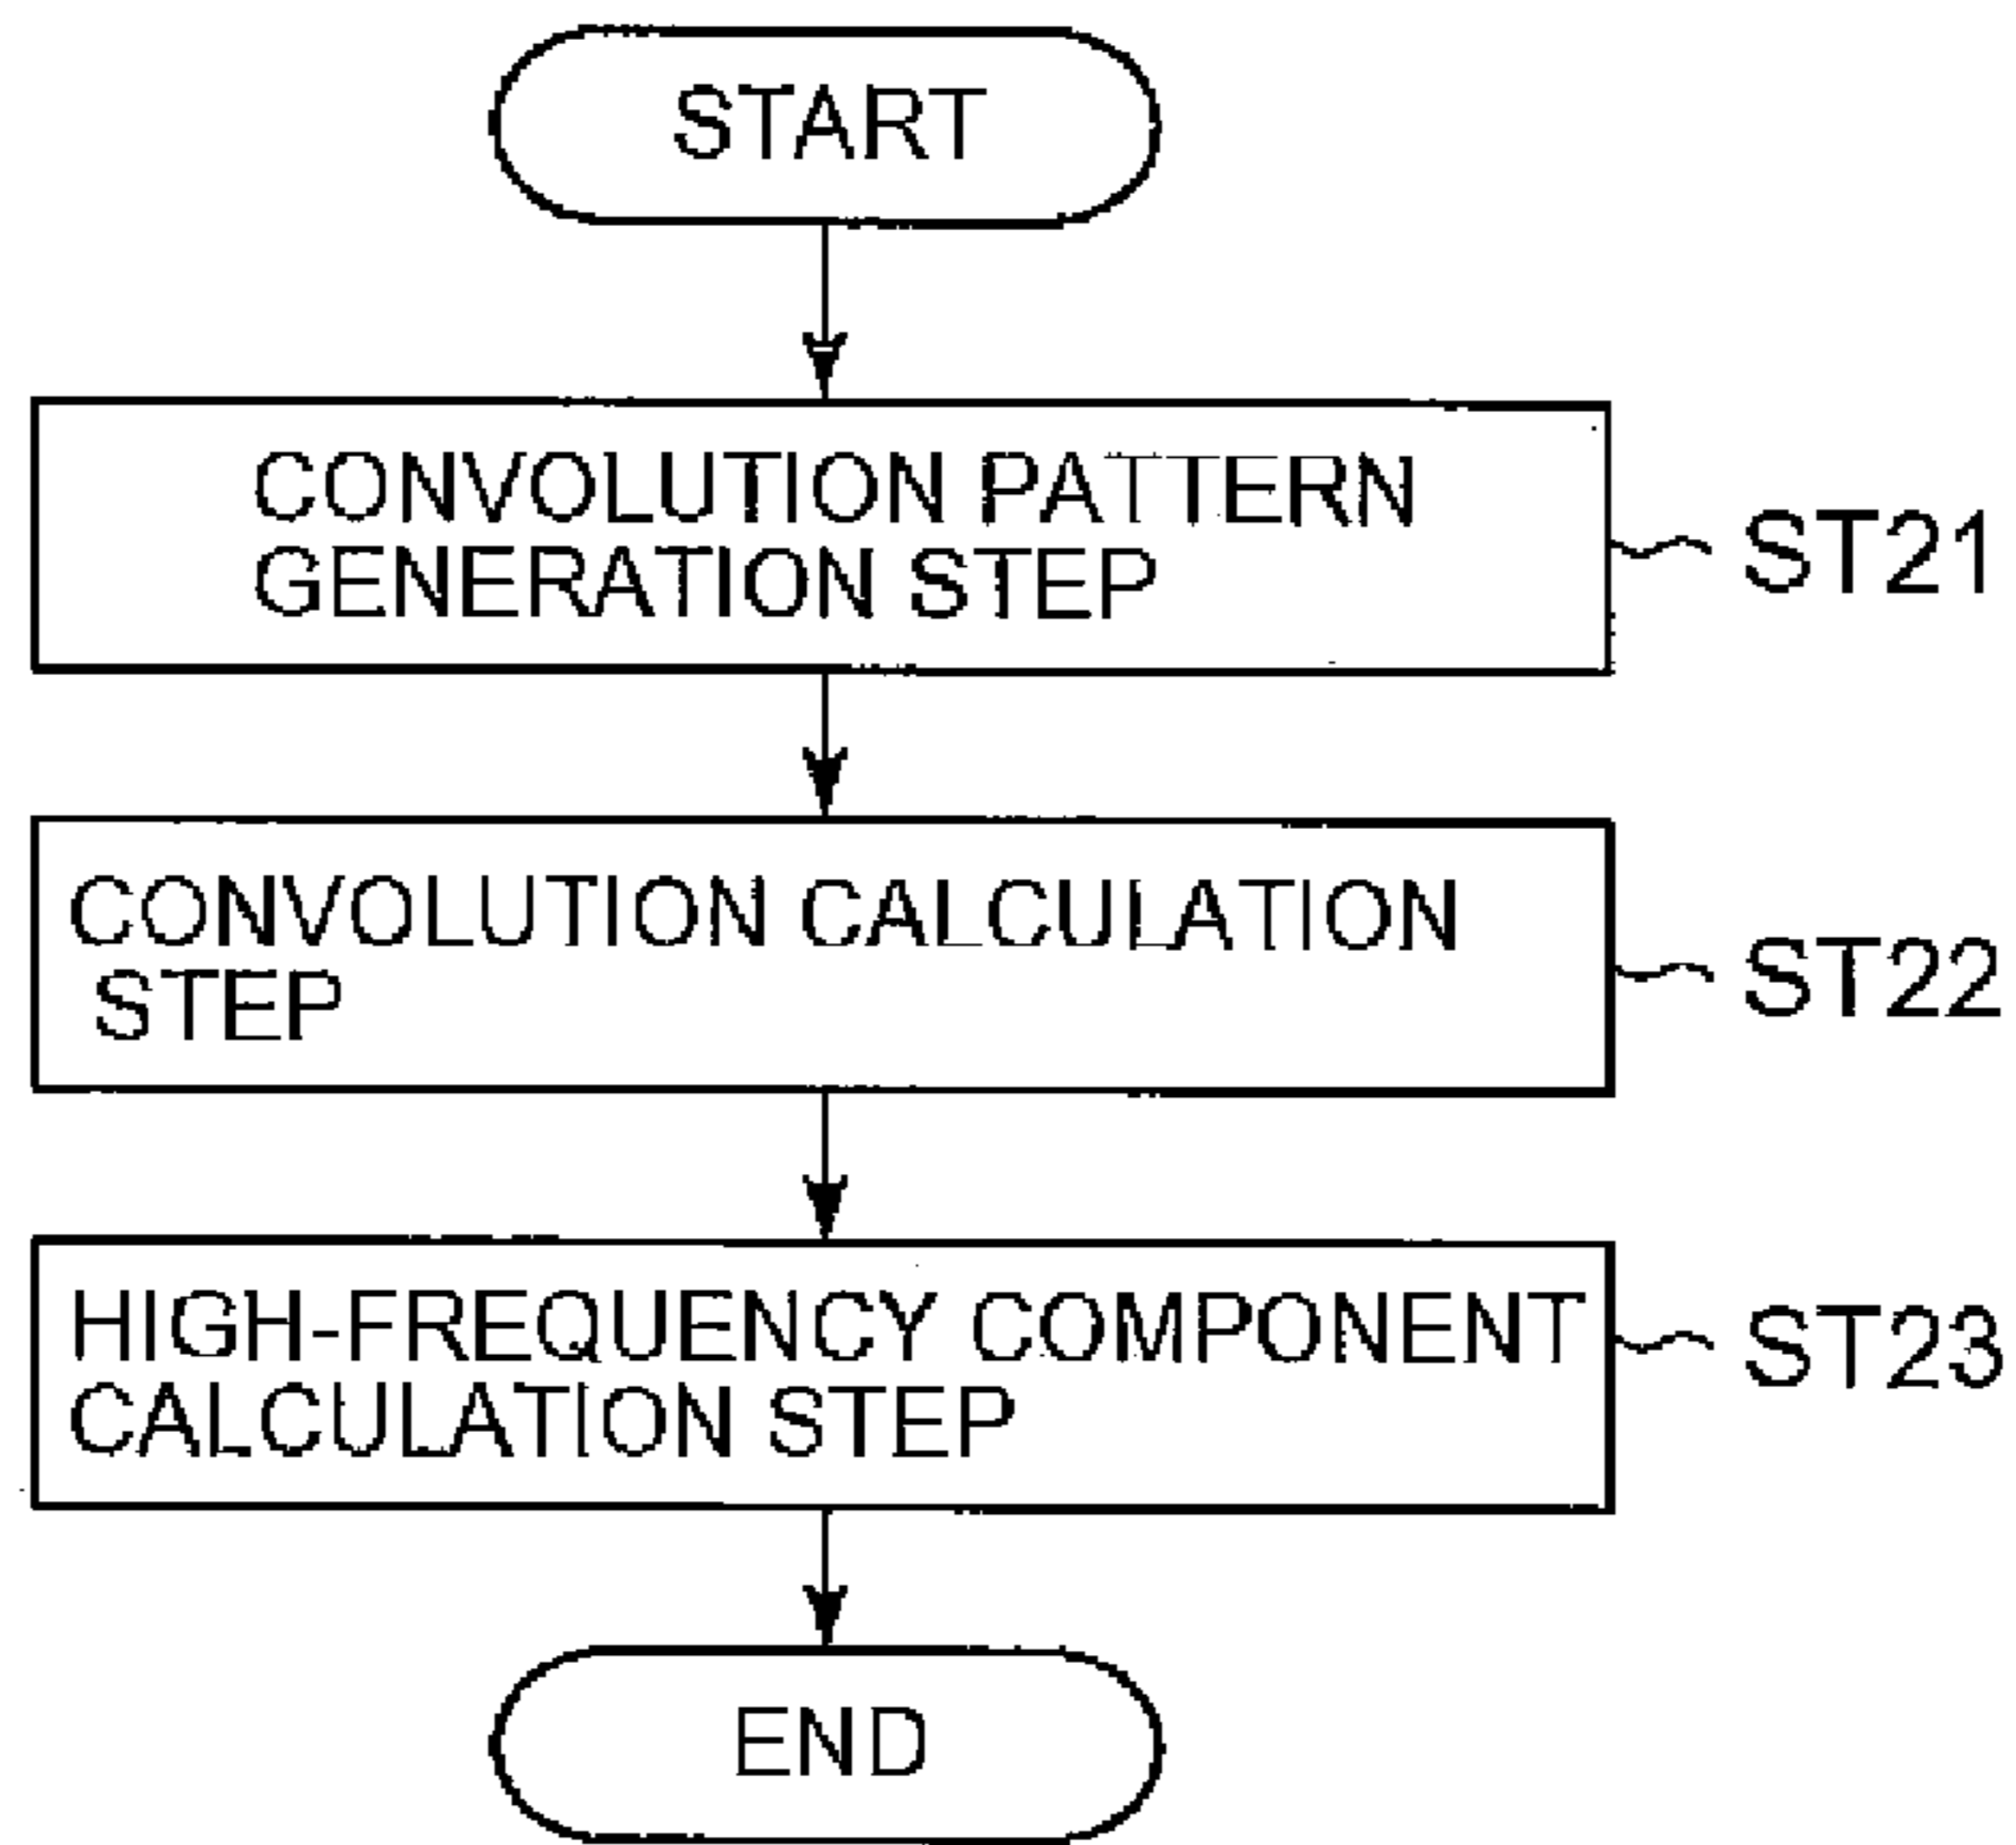 START
CONVOLUTION PATTERN
GENERATION STEP
ST21
CONVOLUTION CALCULATION
STEP
ST22
HIGH-FREQUENCY COMPONENT
CALCULATION STEP
ST23
END